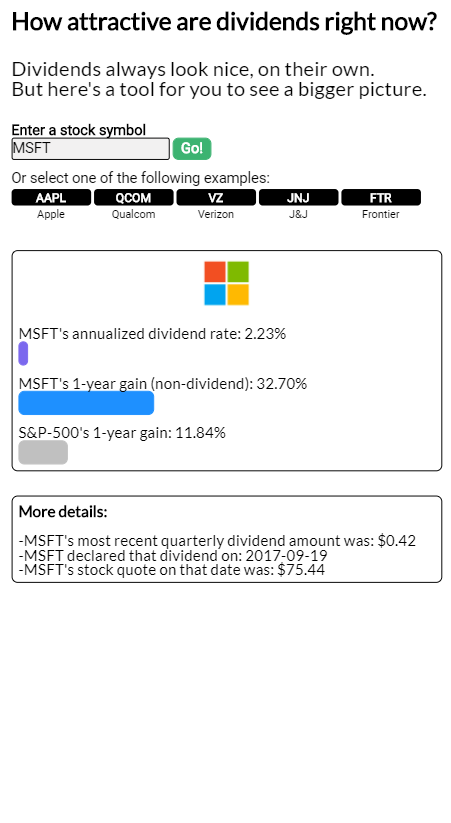 How attractive are dividends right now?
Dividends always look nice, on their own.
But here's a tool for you to see a bigger picture.
Enter a stock symbol
MSFT Go!
Or select one of the following examples:
AAPL QCOM VZ JNJ FTR
Apple Qualcom Verizon J&J Frontier
MSFT's annualized dividend rate: 2.23%
MSFT's 1-year gain (non-dividend): 32.70%
S&P-500's 1-year gain: 11.84%
More details:
-MSFT's most recent quarterly dividend amount was: $0.42
-MSFT declared that dividend on: 2017-09-19
-MSFT's stock quote on that date was: $75.44